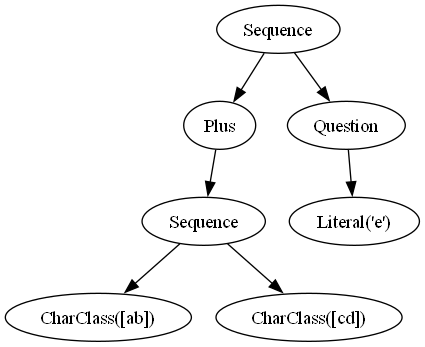 Sequence
Plus
Question
Sequence
Literal('e')
CharClass([ab])
CharClass([cd])